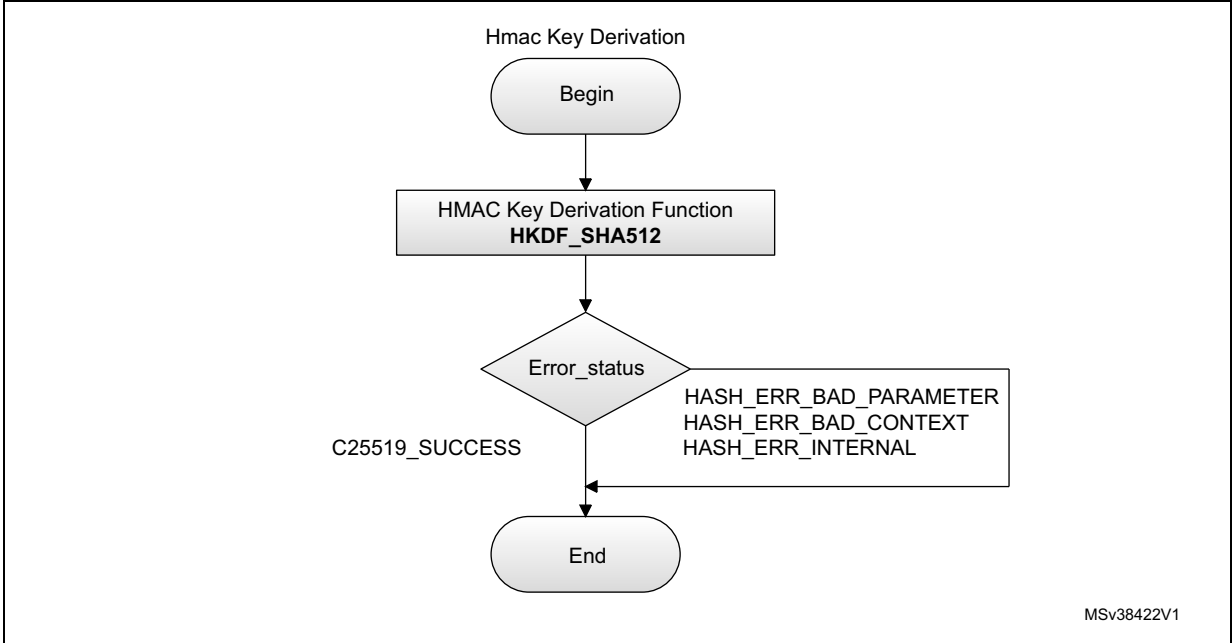 Hmac Key Derivation
Begin
HMAC Key Derivation Function
HKDF_SHA512
Error_status
HASH_ERR_BAD_PARAMETER
HASH_ERR_BAD_CONTEXT
C25519_SUCCESS
HASH_ERR_INTERNAL
End
MSv38422V1